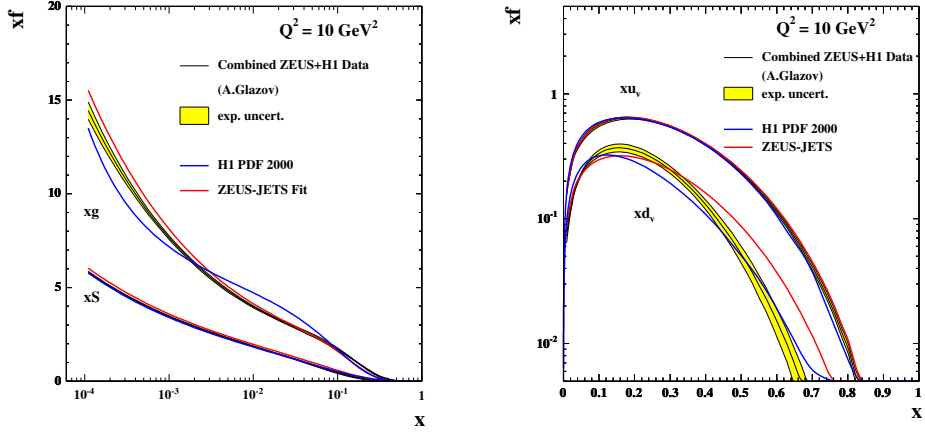 xf
20
15
10
5
0
Q² = 10 GeV²
Combined ZEUS+H1 Data
(A.Glazov)
exp. uncert.
H1 PDF 2000
ZEUS-JETS Fit
xg
xS
10⁻⁴
10⁻³
10⁻²
10⁻¹
1
x
xf
1
10⁻¹
10⁻²
Q² = 10 GeV²
Combined ZEUS+H1 Data
(A.Glazov)
exp. uncert.
H1 PDF 2000
ZEUS-JETS
xuᵥ
xdᵥ
0 0.1 0.2 0.3 0.4 0.5 0.6 0.7 0.8 0.9 1
x